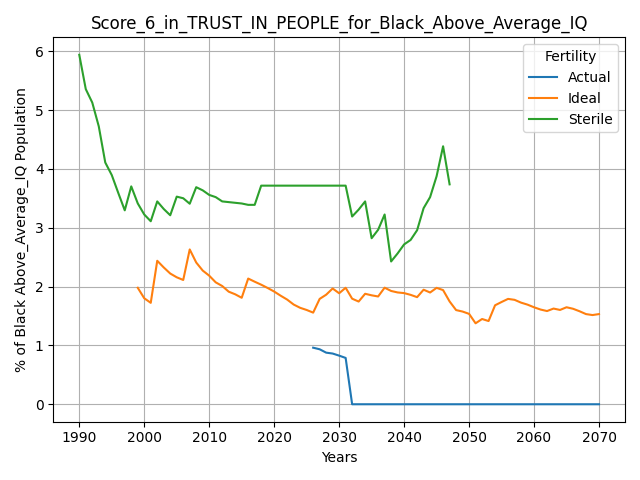 Score_6_in_TRUST_IN_PEOPLE_for_Black_Above_Average_IQ
Fertility
Actual
Ideal
Sterile
% of Black Above_Average_IQ Population
6
5
4
3
2
1
0
1990 2000 2010 2020 2030 2040 2050 2060 2070
Years